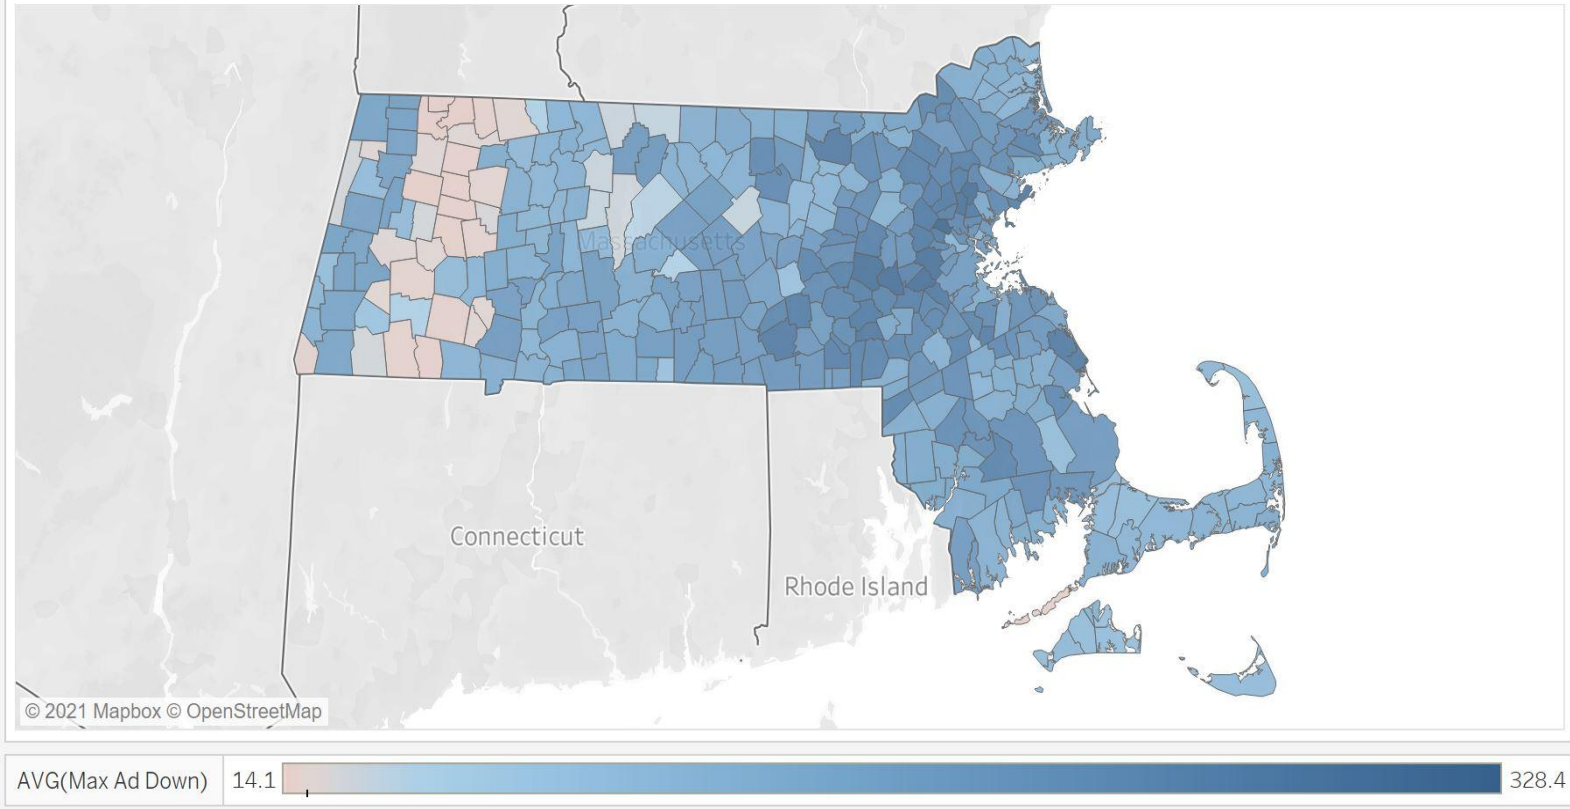 Massachusetts
Connecticut
Rhode Island
© 2021 Mapbox © OpenStreetMap
AVG(Max Ad Down) 14.1 328.4